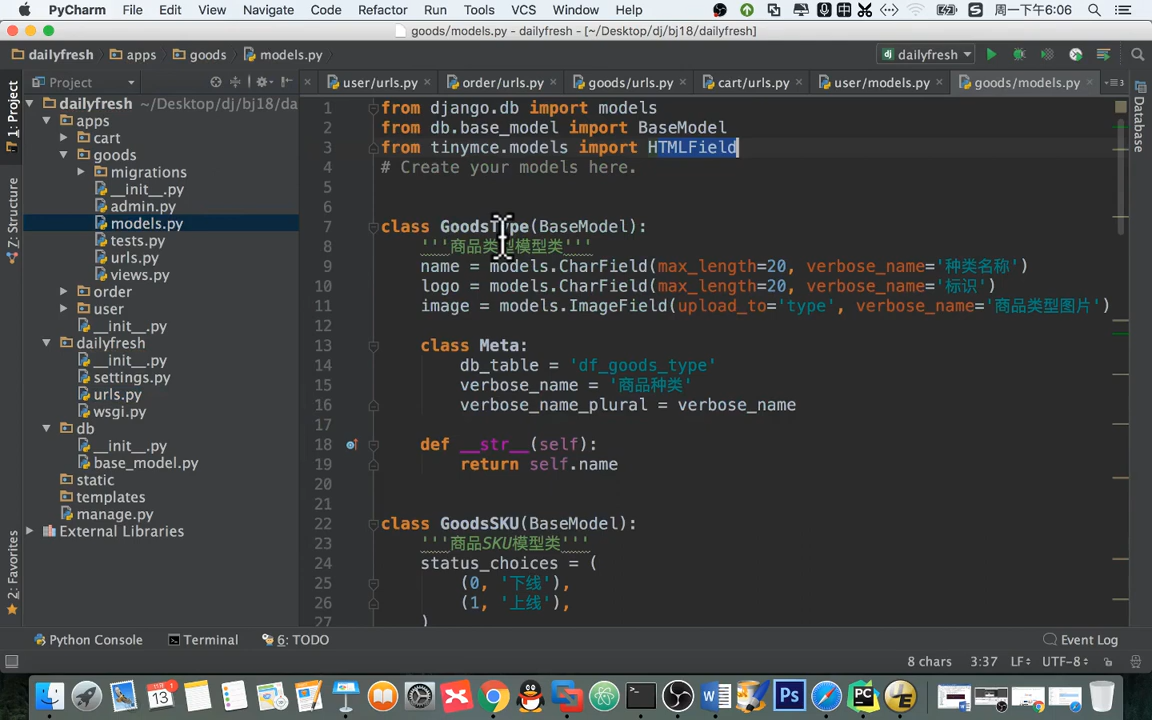 PyCharm File Edit View Navigate Code Refactor Run Tools VCS Window Help 周一下午6:06
goods/models.py - dailyfresh - [~/Desktop/dj/bj18/dailyfresh]
dailyfresh apps goods models.py dailyfresh
Project user/urls.py order/urls.py goods/urls.py cart/urls.py user/models.py goods/models.py
1: Project
7: Structure
2: Favorites
Database
dailyfresh ~/Desktop/dj/bj18/da
apps
cart
goods
migrations
__init__.py
admin.py
models.py
tests.py
urls.py
views.py
order
user
__init__.py
dailyfresh
__init__.py
settings.py
urls.py
wsgi.py
db
__init__.py
base_model.py
static
templates
manage.py
External Libraries
1 from django.db import models
2 from db.base_model import BaseModel
3 from tinymce.models import HTMLField
4 # Create your models here.
5
6
7 class GoodsType(BaseModel):
8 '''商品类型模型类'''
9 name = models.CharField(max_length=20, verbose_name='种类名称')
10 logo = models.CharField(max_length=20, verbose_name='标识')
11 image = models.ImageField(upload_to='type', verbose_name='商品类型图片')
12
13 class Meta:
14 db_table = 'df_goods_type'
15 verbose_name = '商品种类'
16 verbose_name_plural = verbose_name
17
18 def __str__(self):
19 return self.name
20
21
22 class GoodsSKU(BaseModel):
23 '''商品SKU模型类'''
24 status_choices = (
25 (0, '下线'),
26 (1, '上线'),
27 )
Python Console Terminal 6: TODO Event Log
8 chars 3:37 LF UTF-8